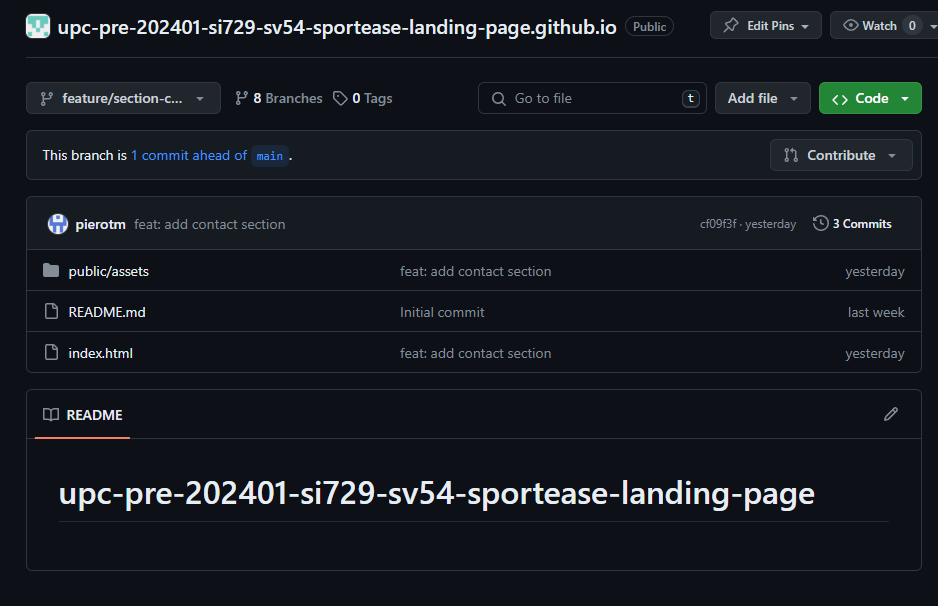 upc-pre-202401-si729-sv54-sportease-landing-page.github.io Public Edit Pins Watch 0
feature/section-c... 8 Branches 0 Tags Go to file t Add file Code
This branch is 1 commit ahead of main . Contribute
pierotm feat: add contact section cf09f3f · yesterday 3 Commits
public/assets feat: add contact section yesterday
README.md Initial commit last week
index.html feat: add contact section yesterday
README
upc-pre-202401-si729-sv54-sportease-landing-page